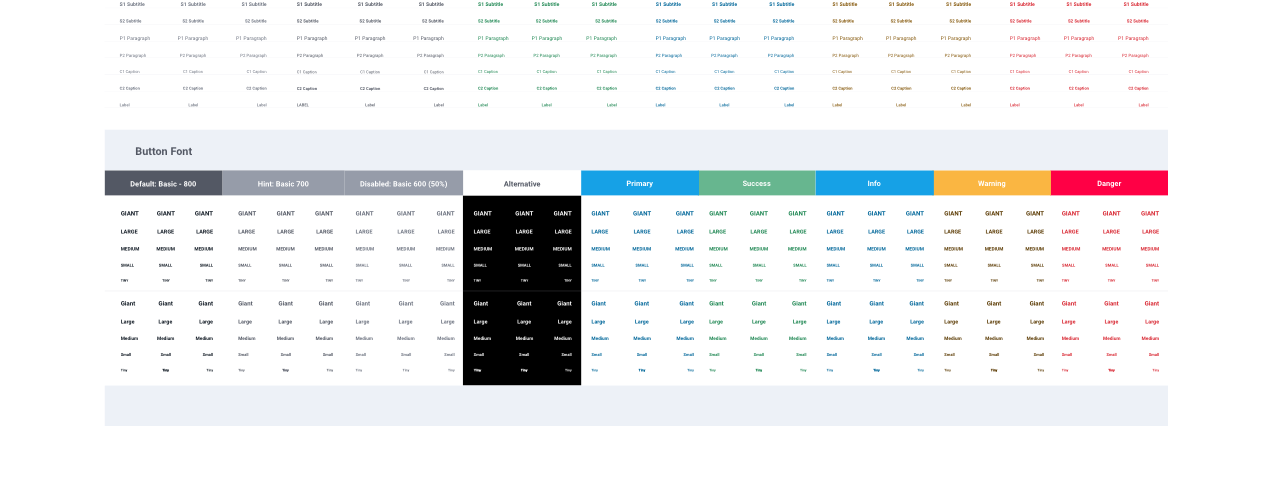 S1 Subtitle S1 Subtitle S1 Subtitle S1 Subtitle S1 Subtitle S1 Subtitle S1 Subtitle S1 Subtitle S1 Subtitle S1 Subtitle S1 Subtitle S1 Subtitle S1 Subtitle S1 Subtitle S1 Subtitle S1 Subtitle S1 Subtitle S1 Subtitle
S2 Subtitle S2 Subtitle S2 Subtitle S2 Subtitle S2 Subtitle S2 Subtitle S2 Subtitle S2 Subtitle S2 Subtitle S2 Subtitle S2 Subtitle S2 Subtitle S2 Subtitle S2 Subtitle S2 Subtitle S2 Subtitle S2 Subtitle S2 Subtitle
P1 Paragraph P1 Paragraph P1 Paragraph P1 Paragraph P1 Paragraph P1 Paragraph P1 Paragraph P1 Paragraph P1 Paragraph P1 Paragraph P1 Paragraph P1 Paragraph P1 Paragraph P1 Paragraph P1 Paragraph P1 Paragraph P1 Paragraph P1 Paragraph
P2 Paragraph P2 Paragraph P2 Paragraph P2 Paragraph P2 Paragraph P2 Paragraph P2 Paragraph P2 Paragraph P2 Paragraph P2 Paragraph P2 Paragraph P2 Paragraph P2 Paragraph P2 Paragraph P2 Paragraph P2 Paragraph P2 Paragraph P2 Paragraph
C1 Caption C1 Caption C1 Caption C1 Caption C1 Caption C1 Caption C1 Caption C1 Caption C1 Caption C1 Caption C1 Caption C1 Caption C1 Caption C1 Caption C1 Caption C1 Caption C1 Caption C1 Caption
C2 Caption C2 Caption C2 Caption C2 Caption C2 Caption C2 Caption C2 Caption C2 Caption C2 Caption C2 Caption C2 Caption C2 Caption C2 Caption C2 Caption C2 Caption C2 Caption C2 Caption C2 Caption
Label Label Label LABEL Label Label Label Label Label Label Label Label Label Label Label Label Label Label
Button Font
Default: Basic - 800 Hint: Basic 700 Disabled: Basic 600 (50%) Alternative Primary Success Info Warning Danger
GIANT GIANT GIANT GIANT GIANT GIANT GIANT GIANT GIANT GIANT GIANT GIANT GIANT GIANT GIANT GIANT GIANT GIANT GIANT GIANT GIANT GIANT GIANT GIANT GIANT GIANT GIANT
LARGE LARGE LARGE LARGE LARGE LARGE LARGE LARGE LARGE LARGE LARGE LARGE LARGE LARGE LARGE LARGE LARGE LARGE LARGE LARGE LARGE LARGE LARGE LARGE LARGE LARGE LARGE
MEDIUM MEDIUM MEDIUM MEDIUM MEDIUM MEDIUM MEDIUM MEDIUM MEDIUM MEDIUM MEDIUM MEDIUM MEDIUM MEDIUM MEDIUM MEDIUM MEDIUM MEDIUM MEDIUM MEDIUM MEDIUM MEDIUM MEDIUM MEDIUM MEDIUM MEDIUM MEDIUM
SMALL SMALL SMALL SMALL SMALL SMALL SMALL SMALL SMALL SMALL SMALL SMALL SMALL SMALL SMALL SMALL SMALL SMALL SMALL SMALL SMALL SMALL SMALL SMALL SMALL SMALL SMALL
TINY TINY TINY TINY TINY TINY TINY TINY TINY TINY TINY TINY TINY TINY TINY TINY TINY TINY TINY TINY TINY TINY TINY TINY TINY TINY TINY
Giant Giant Giant Giant Giant Giant Giant Giant Giant Giant Giant Giant Giant Giant Giant Giant Giant Giant Giant Giant Giant Giant Giant Giant Giant Giant Giant
Large Large Large Large Large Large Large Large Large Large Large Large Large Large Large Large Large Large Large Large Large Large Large Large Large Large Large
Medium Medium Medium Medium Medium Medium Medium Medium Medium Medium Medium Medium Medium Medium Medium Medium Medium Medium Medium Medium Medium Medium Medium Medium Medium Medium Medium
Small Small Small Small Small Small Small Small Small Small Small Small Small Small Small Small Small Small Small Small Small Small Small Small Small Small Small
Tiny Tiny Tiny Tiny Tiny Tiny Tiny Tiny Tiny Tiny Tiny Tiny Tiny Tiny Tiny Tiny Tiny Tiny Tiny Tiny Tiny Tiny Tiny Tiny Tiny Tiny Tiny